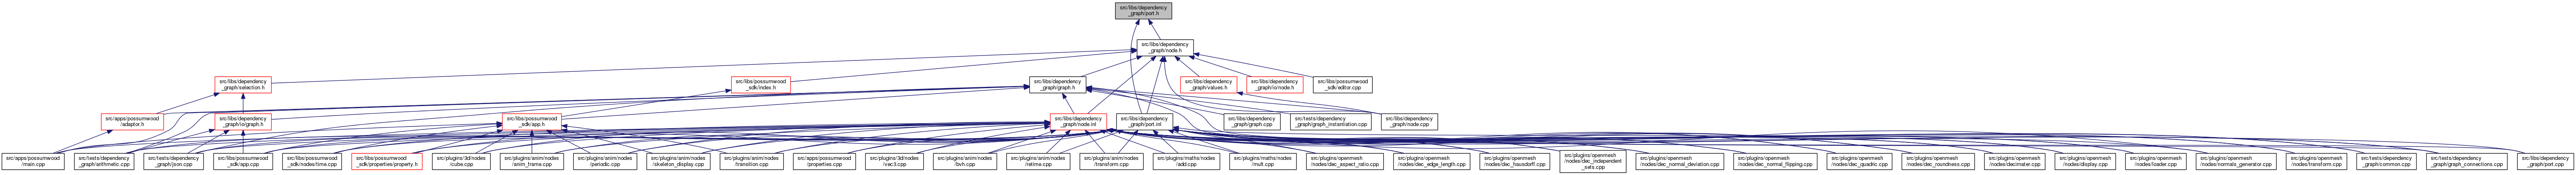 src/libs/dependency
_graph/port.h
src/libs/dependency
_graph/node.h
src/libs/dependency
_graph/selection.h
src/libs/possumwood
_sdk/index.h
src/libs/dependency
_graph/graph.h
src/libs/dependency
_graph/values.h
src/libs/dependency
_graph/io/node.h
src/libs/possumwood
_sdk/editor.cpp
src/apps/possumwood
/adaptor.h
src/libs/dependency
_graph/io/graph.h
src/libs/possumwood
_sdk/app.h
src/libs/dependency
_graph/node.inl
src/libs/dependency
_graph/port.inl
src/libs/dependency
_graph/graph.cpp
src/tests/dependency
_graph/graph_instantiation.cpp
src/libs/dependency
_graph/node.cpp
src/apps/possumwood
/main.cpp
src/tests/dependency
_graph/arithmetic.cpp
src/tests/dependency
_graph/json.cpp
src/libs/possumwood
_sdk/app.cpp
src/libs/possumwood
_sdk/nodes/time.cpp
src/libs/possumwood
_sdk/properties/property.h
src/plugins/3d/nodes
/cube.cpp
src/plugins/anim/nodes
/anim_frame.cpp
src/plugins/anim/nodes
/periodic.cpp
src/plugins/anim/nodes
/skeleton_display.cpp
src/plugins/anim/nodes
/transition.cpp
src/apps/possumwood
/properties.cpp
src/plugins/3d/nodes
/vec3.cpp
src/plugins/anim/nodes
/bvh.cpp
src/plugins/anim/nodes
/retime.cpp
src/plugins/anim/nodes
/transform.cpp
src/plugins/maths/nodes
/add.cpp
src/plugins/maths/nodes
/mult.cpp
src/plugins/openmesh
/nodes/dec_aspect_ratio.cpp
src/plugins/openmesh
/nodes/dec_edge_length.cpp
src/plugins/openmesh
/nodes/dec_hausdorff.cpp
src/plugins/openmesh
/nodes/dec_independent
_sets.cpp
src/plugins/openmesh
/nodes/dec_normal_deviation.cpp
src/plugins/openmesh
/nodes/dec_normal_flipping.cpp
src/plugins/openmesh
/nodes/dec_quadric.cpp
src/plugins/openmesh
/nodes/dec_roundness.cpp
src/plugins/openmesh
/nodes/decimater.cpp
src/plugins/openmesh
/nodes/display.cpp
src/plugins/openmesh
/nodes/loader.cpp
src/plugins/openmesh
/nodes/normals_generator.cpp
src/plugins/openmesh
/nodes/transform.cpp
src/tests/dependency
_graph/common.cpp
src/tests/dependency
_graph/graph_connections.cpp
src/libs/dependency
_graph/port.cpp